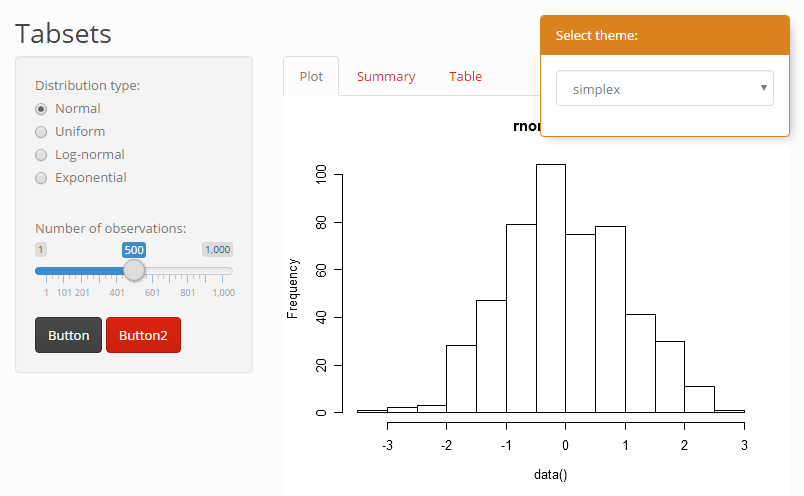 Tabsets
Select theme:
simplex
Distribution type:
Normal
Uniform
Log-normal
Exponential
Number of observations:
1 500 1,000
1 101 201 401 601 801 1,000
Button Button2
Plot Summary Table
Frequency
100
80
60
40
20
0
-3 -2 -1 0 1 2 3
data()